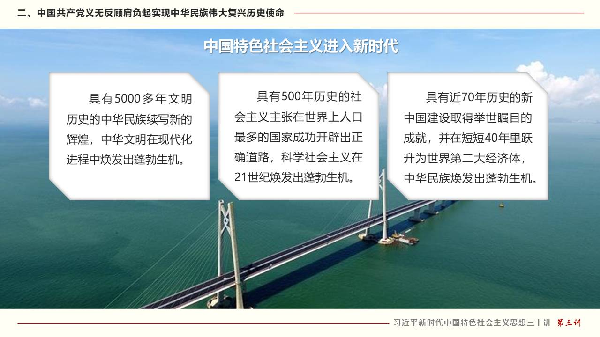 二、中国共产党义无反顾肩负起实现中华民族伟大复兴历史使命
中国特色社会主义进入新时代
具有5000多年文明
历史的中华民族续写新的
辉煌，中华文明在现代化
进程中焕发出蓬勃生机。
具有500年历史的社
会主义主张在世界上人口
最多的国家成功开辟出正
确道路，科学社会主义在
21世纪焕发出蓬勃生机。
具有近70年历史的新
中国建设取得举世瞩目的
成就，并在短短40年里跃
升为世界第二大经济体，
中华民族焕发出蓬勃生机。
习近平新时代中国特色社会主义思想三十讲 第三讲